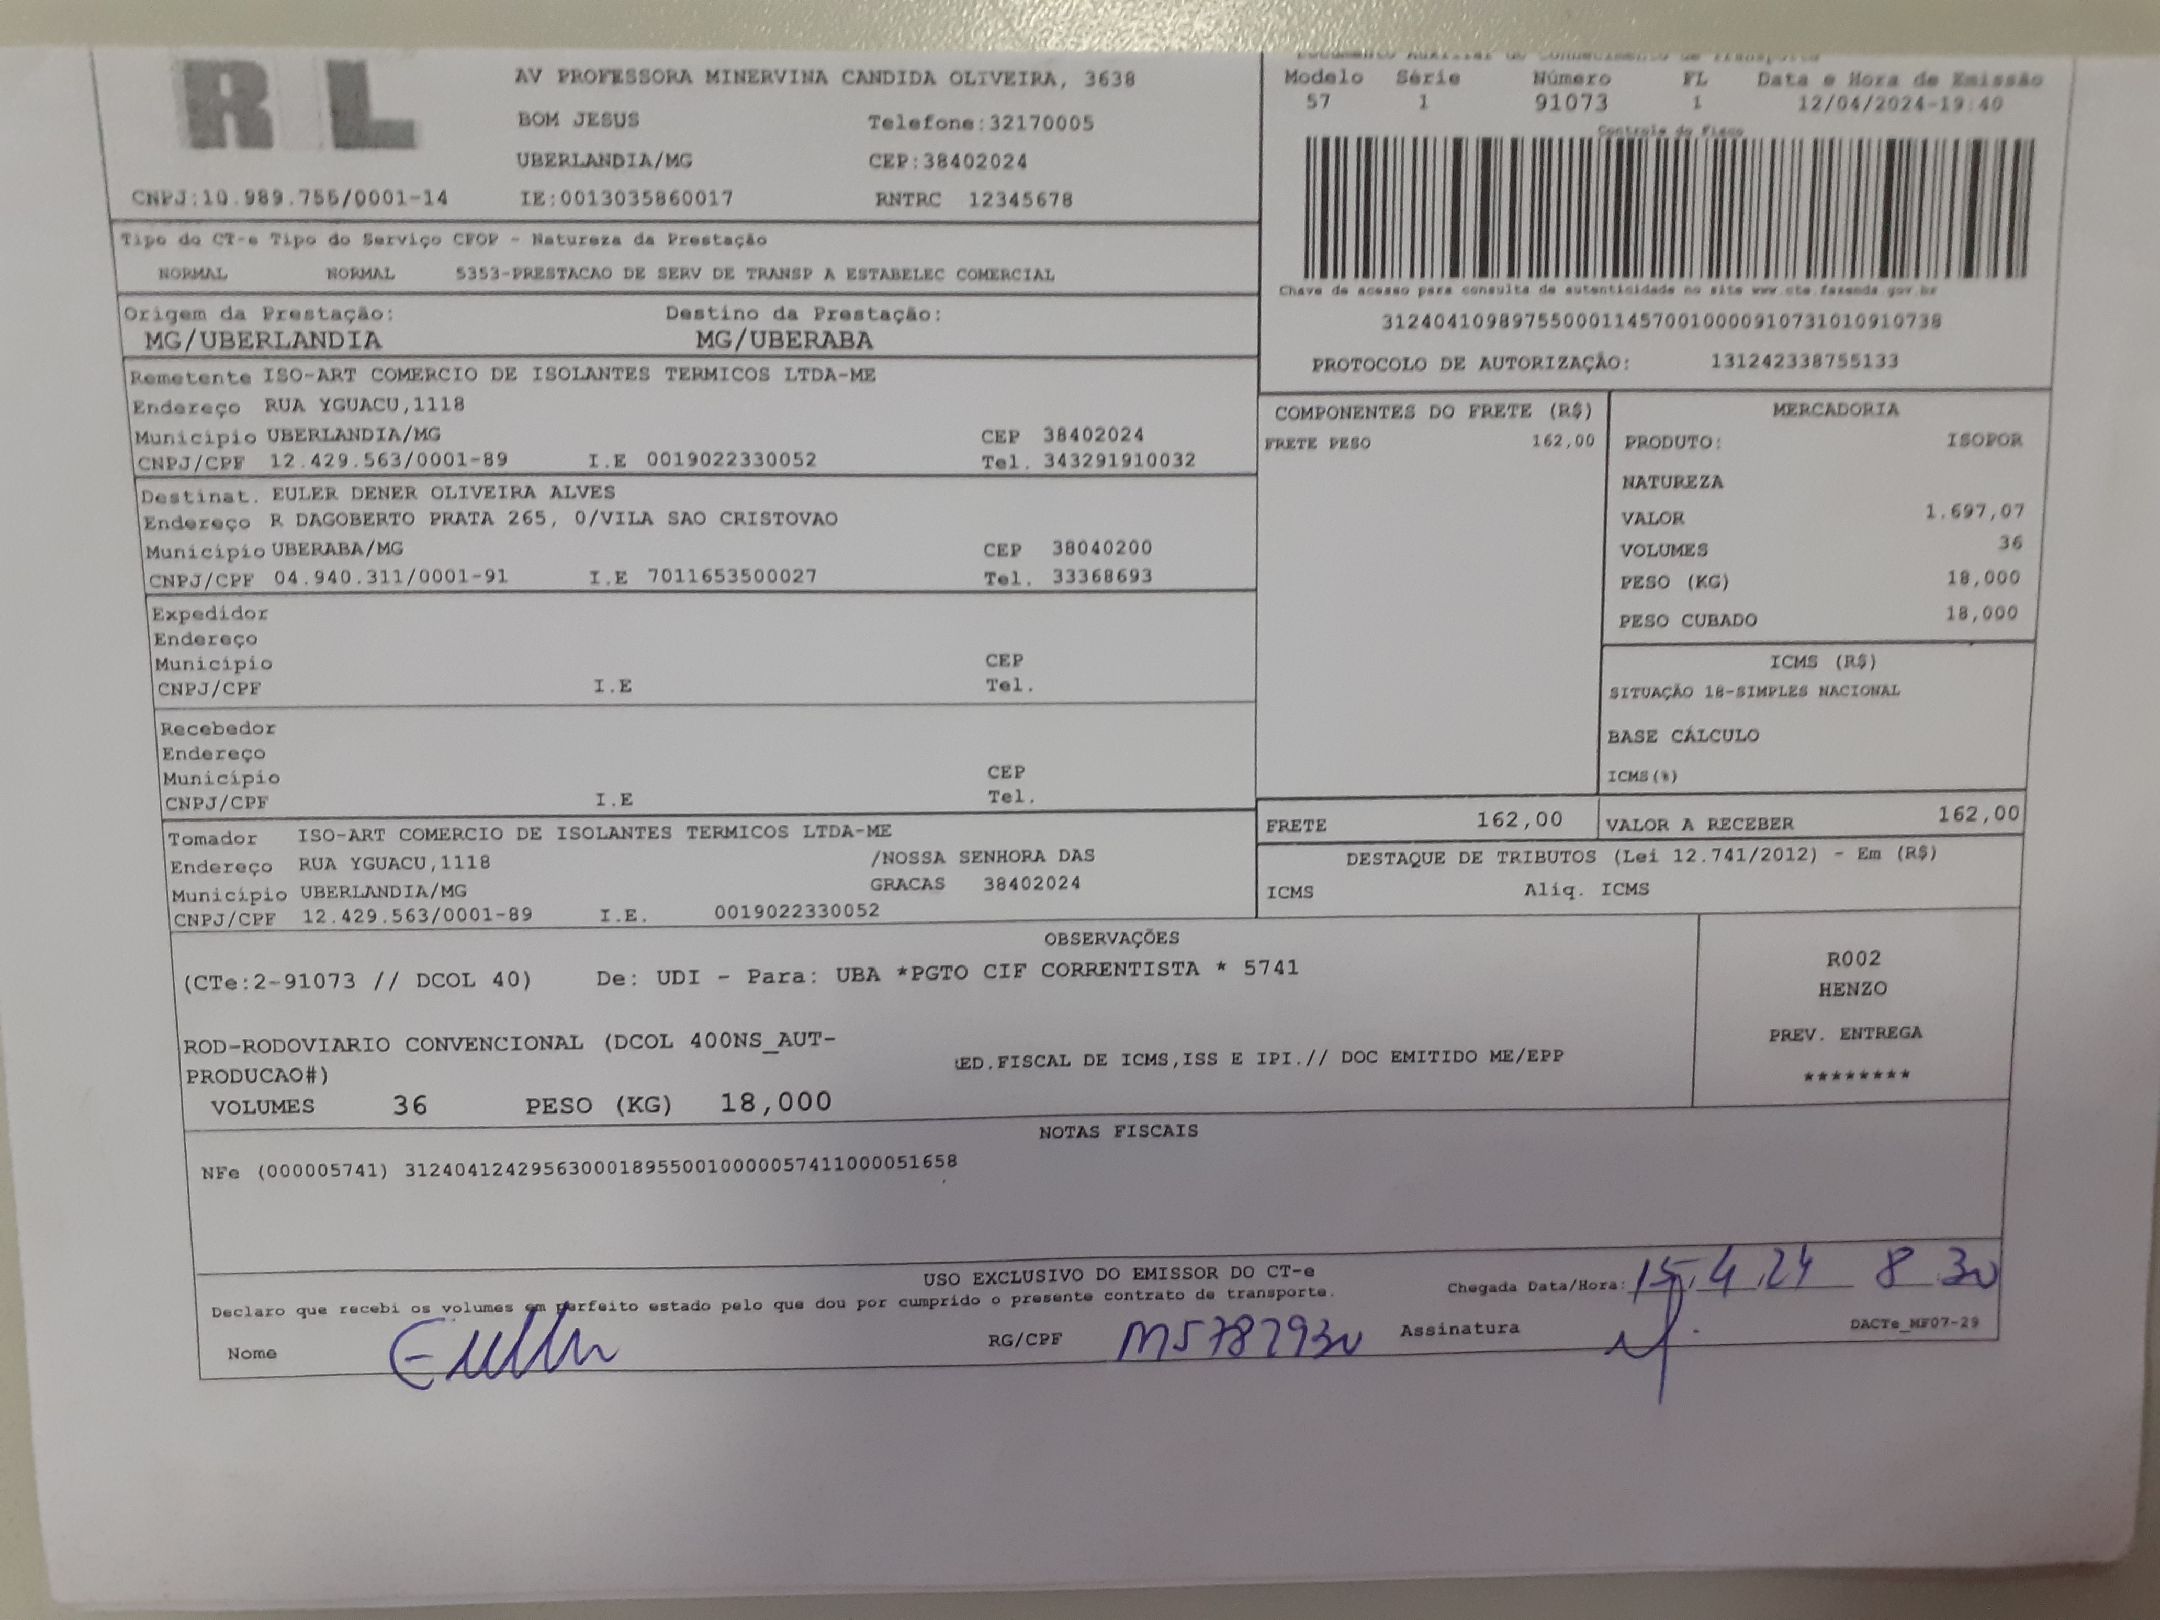 RL
AV PROFESSORA MINERVINA CANDIDA OLIVEIRA, 3638
BOM JESUS Telefone:32170005
UBERLANDIA/MG CEP:38402024
CNPJ:10.989.755/0001-14 IE:0013035860017 RNTRC 12345678
Documento Auxiliar do Conhecimento de Transporte
Modelo Série Número FL Data e Hora de Emissão
57 1 91073 1 12/04/2024-19:40
Controle do Fisco
Chave de acesso para consulta de autenticidade no site www.cte.fazenda.gov.br
31240410989755000114570010000910731010910738
PROTOCOLO DE AUTORIZAÇÃO: 131242338755133
Tipo do CT-e Tipo do Serviço CFOP - Natureza da Prestação
NORMAL NORMAL 5353-PRESTACAO DE SERV DE TRANSP A ESTABELEC COMERCIAL
Origem da Prestação: Destino da Prestação:
MG/UBERLANDIA MG/UBERABA
Remetente ISO-ART COMERCIO DE ISOLANTES TERMICOS LTDA-ME
Endereço RUA YGUACU,1118
Município UBERLANDIA/MG CEP 38402024
CNPJ/CPF 12.429.563/0001-89 I.E 0019022330052 Tel. 343291910032
Destinat. EULER DENER OLIVEIRA ALVES
Endereço R DAGOBERTO PRATA 265, 0/VILA SAO CRISTOVAO
Município UBERABA/MG CEP 38040200
CNPJ/CPF 04.940.311/0001-91 I.E 7011653500027 Tel. 33368693
Expedidor
Endereço
Município CEP
CNPJ/CPF I.E Tel.
Recebedor
Endereço
Município CEP
CNPJ/CPF I.E Tel.
Tomador ISO-ART COMERCIO DE ISOLANTES TERMICOS LTDA-ME
Endereço RUA YGUACU,1118 /NOSSA SENHORA DAS
Município UBERLANDIA/MG GRACAS 38402024
CNPJ/CPF 12.429.563/0001-89 I.E. 0019022330052
COMPONENTES DO FRETE (R$)
FRETE PESO 162,00
MERCADORIA
PRODUTO: ISOPOR
NATUREZA
VALOR 1.697,07
VOLUMES 36
PESO (KG) 18,000
PESO CUBADO 18,000
ICMS (R$)
SITUAÇÃO 18-SIMPLES NACIONAL
BASE CÁLCULO
ICMS(%)
FRETE 162,00 VALOR A RECEBER 162,00
DESTAQUE DE TRIBUTOS (Lei 12.741/2012) - Em (R$)
ICMS Aliq. ICMS
OBSERVAÇÕES
(CTe:2-91073 // DCOL 40) De: UDI - Para: UBA *PGTO CIF CORRENTISTA * 5741
ROD-RODOVIARIO CONVENCIONAL (DCOL 400NS_AUT-
PRODUCAO#)
ED.FISCAL DE ICMS,ISS E IPI.// DOC EMITIDO ME/EPP
VOLUMES 36 PESO (KG) 18,000
R002
HENZO
PREV. ENTREGA
********
NOTAS FISCAIS
NFe (000005741) 31240412429563000189550010000057411000051658
USO EXCLUSIVO DO EMISSOR DO CT-e
Declaro que recebi os volumes em perfeito estado pelo que dou por cumprido o presente contrato de transporte.
Chegada Data/Hora: 15.4.24 8:30
Nome RG/CPF M5782930 Assinatura
DACTe_MF07-29